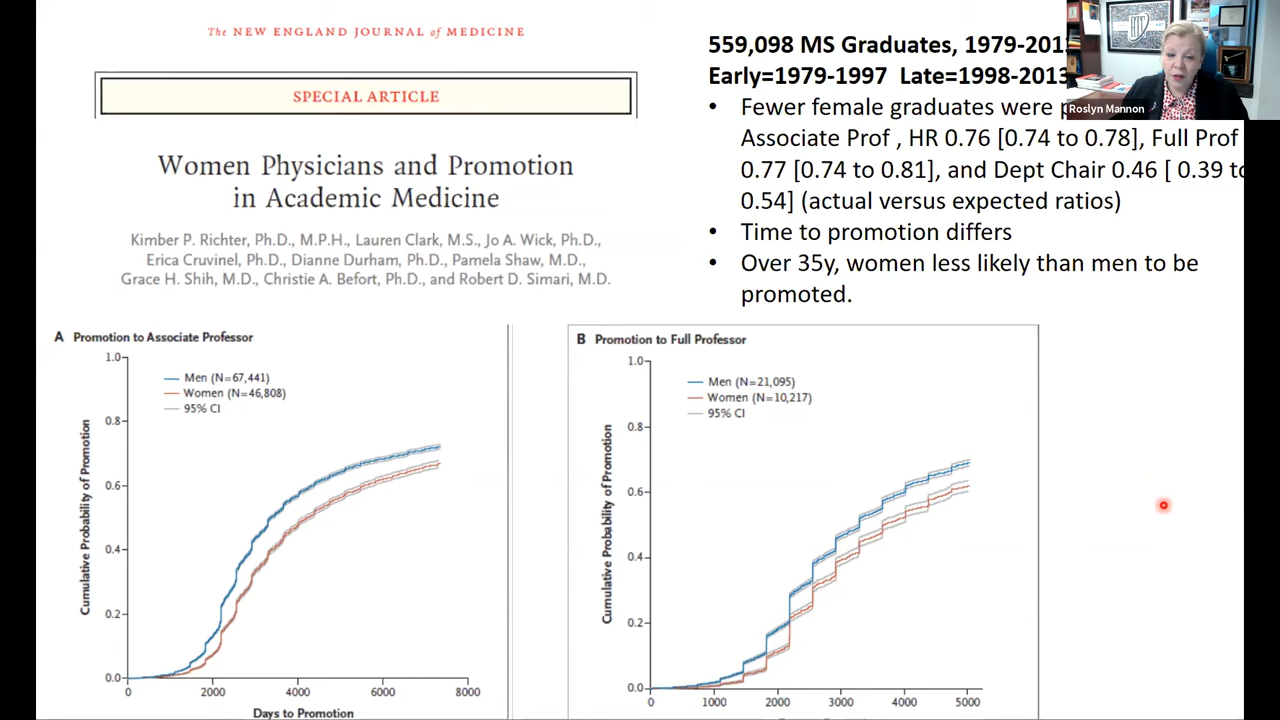 The NEW ENGLAND JOURNAL of MEDICINE
SPECIAL ARTICLE
Women Physicians and Promotion
in Academic Medicine
Kimber P. Richter, Ph.D., M.P.H., Lauren Clark, M.S., Jo A. Wick, Ph.D.,
Erica Cruvinel, Ph.D., Dianne Durham, Ph.D., Pamela Shaw, M.D.,
Grace H. Shih, M.D., Christie A. Befort, Ph.D., and Robert D. Simari, M.D.
559,098 MS Graduates, 1979-201
Early=1979-1997 Late=1998-2013
• Fewer female graduates were
Associate Prof , HR 0.76 [0.74 to 0.78], Full Prof
0.77 [0.74 to 0.81], and Dept Chair 0.46 [ 0.39 to
0.54] (actual versus expected ratios)
• Time to promotion differs
• Over 35y, women less likely than men to be
promoted.
Roslyn Mannon
A Promotion to Associate Professor
Cumulative Probability of Promotion
1.0
0.8
0.6
0.4
0.2
0.0
Men (N=67,441)
Women (N=46,808)
95% CI
0 2000 4000 6000 8000
Days to Promotion
B Promotion to Full Professor
Cumulative Probability of Promotion
1.0
0.8
0.6
0.4
0.2
0.0
Men (N=21,095)
Women (N=10,217)
95% CI
0 1000 2000 3000 4000 5000